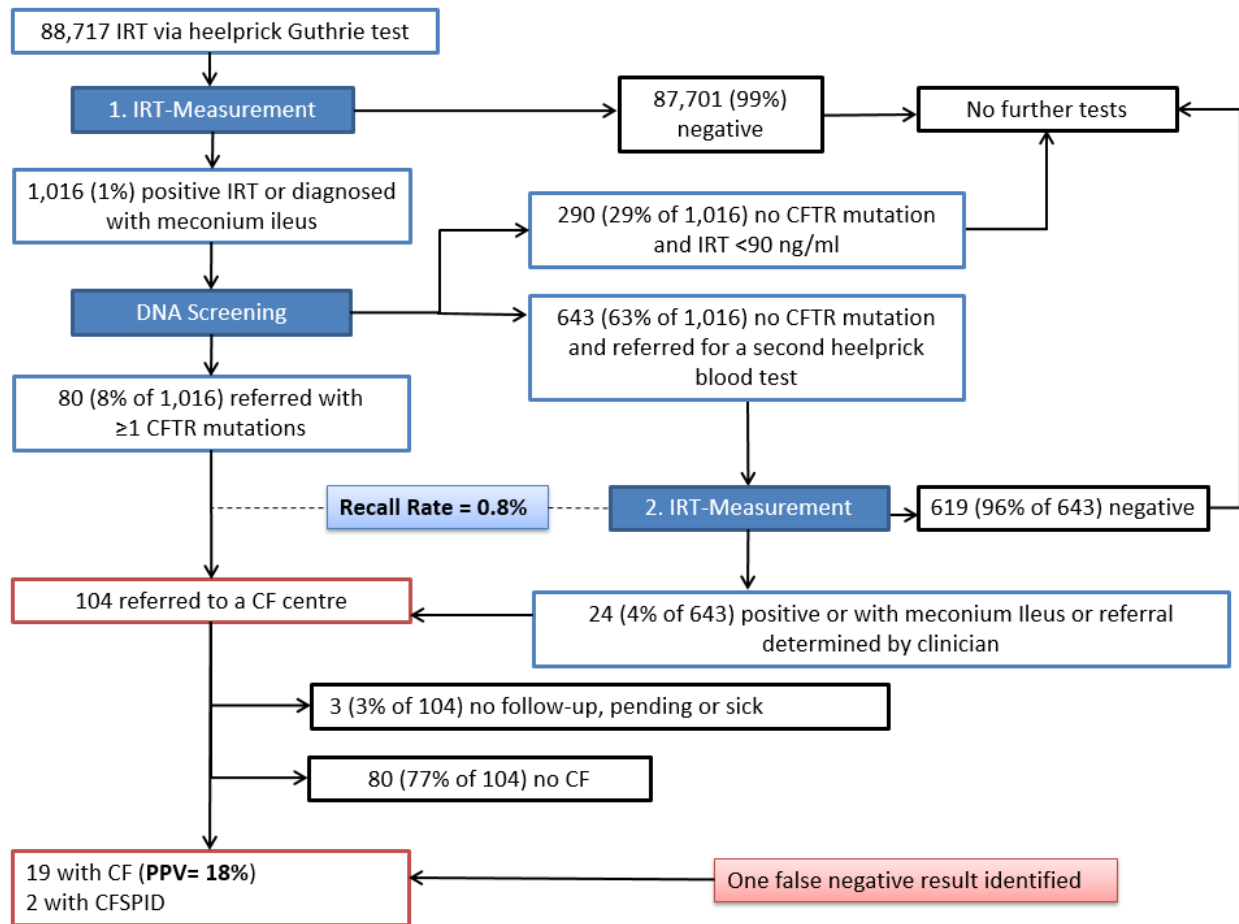 88,717 IRT via heelprick Guthrie test
1. IRT-Measurement
87,701 (99%)
negative
No further tests
1,016 (1%) positive IRT or diagnosed
with meconium ileus
290 (29% of 1,016) no CFTR mutation
and IRT <90 ng/ml
DNA Screening
643 (63% of 1,016) no CFTR mutation
and referred for a second heelprick
blood test
80 (8% of 1,016) referred with
≥1 CFTR mutations
Recall Rate = 0.8%
2. IRT-Measurement
619 (96% of 643) negative
104 referred to a CF centre
24 (4% of 643) positive or with meconium Ileus or referral
determined by clinician
3 (3% of 104) no follow-up, pending or sick
80 (77% of 104) no CF
19 with CF (PPV= 18%)
2 with CFSPID
One false negative result identified